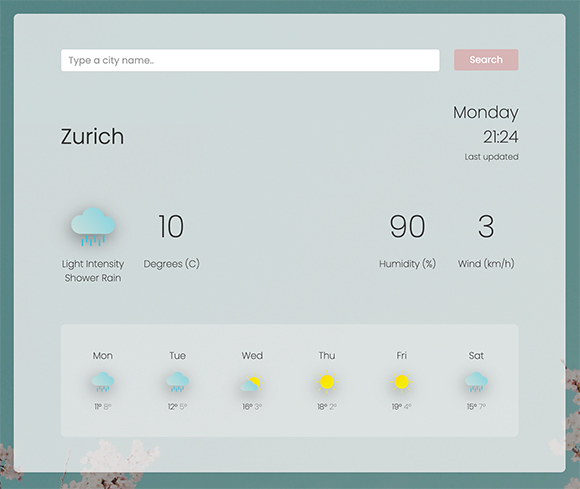 Type a city name..
Search
Monday
Zurich
21:24
Last updated
10
90
3
Light Intensity
Shower Rain
Degrees (C)
Humidity (%)
Wind (km/h)
Mon
Tue
Wed
Thu
Fri
Sat
11° 8°
12° 5°
16° 3°
18° 2°
19° 4°
15° 7°